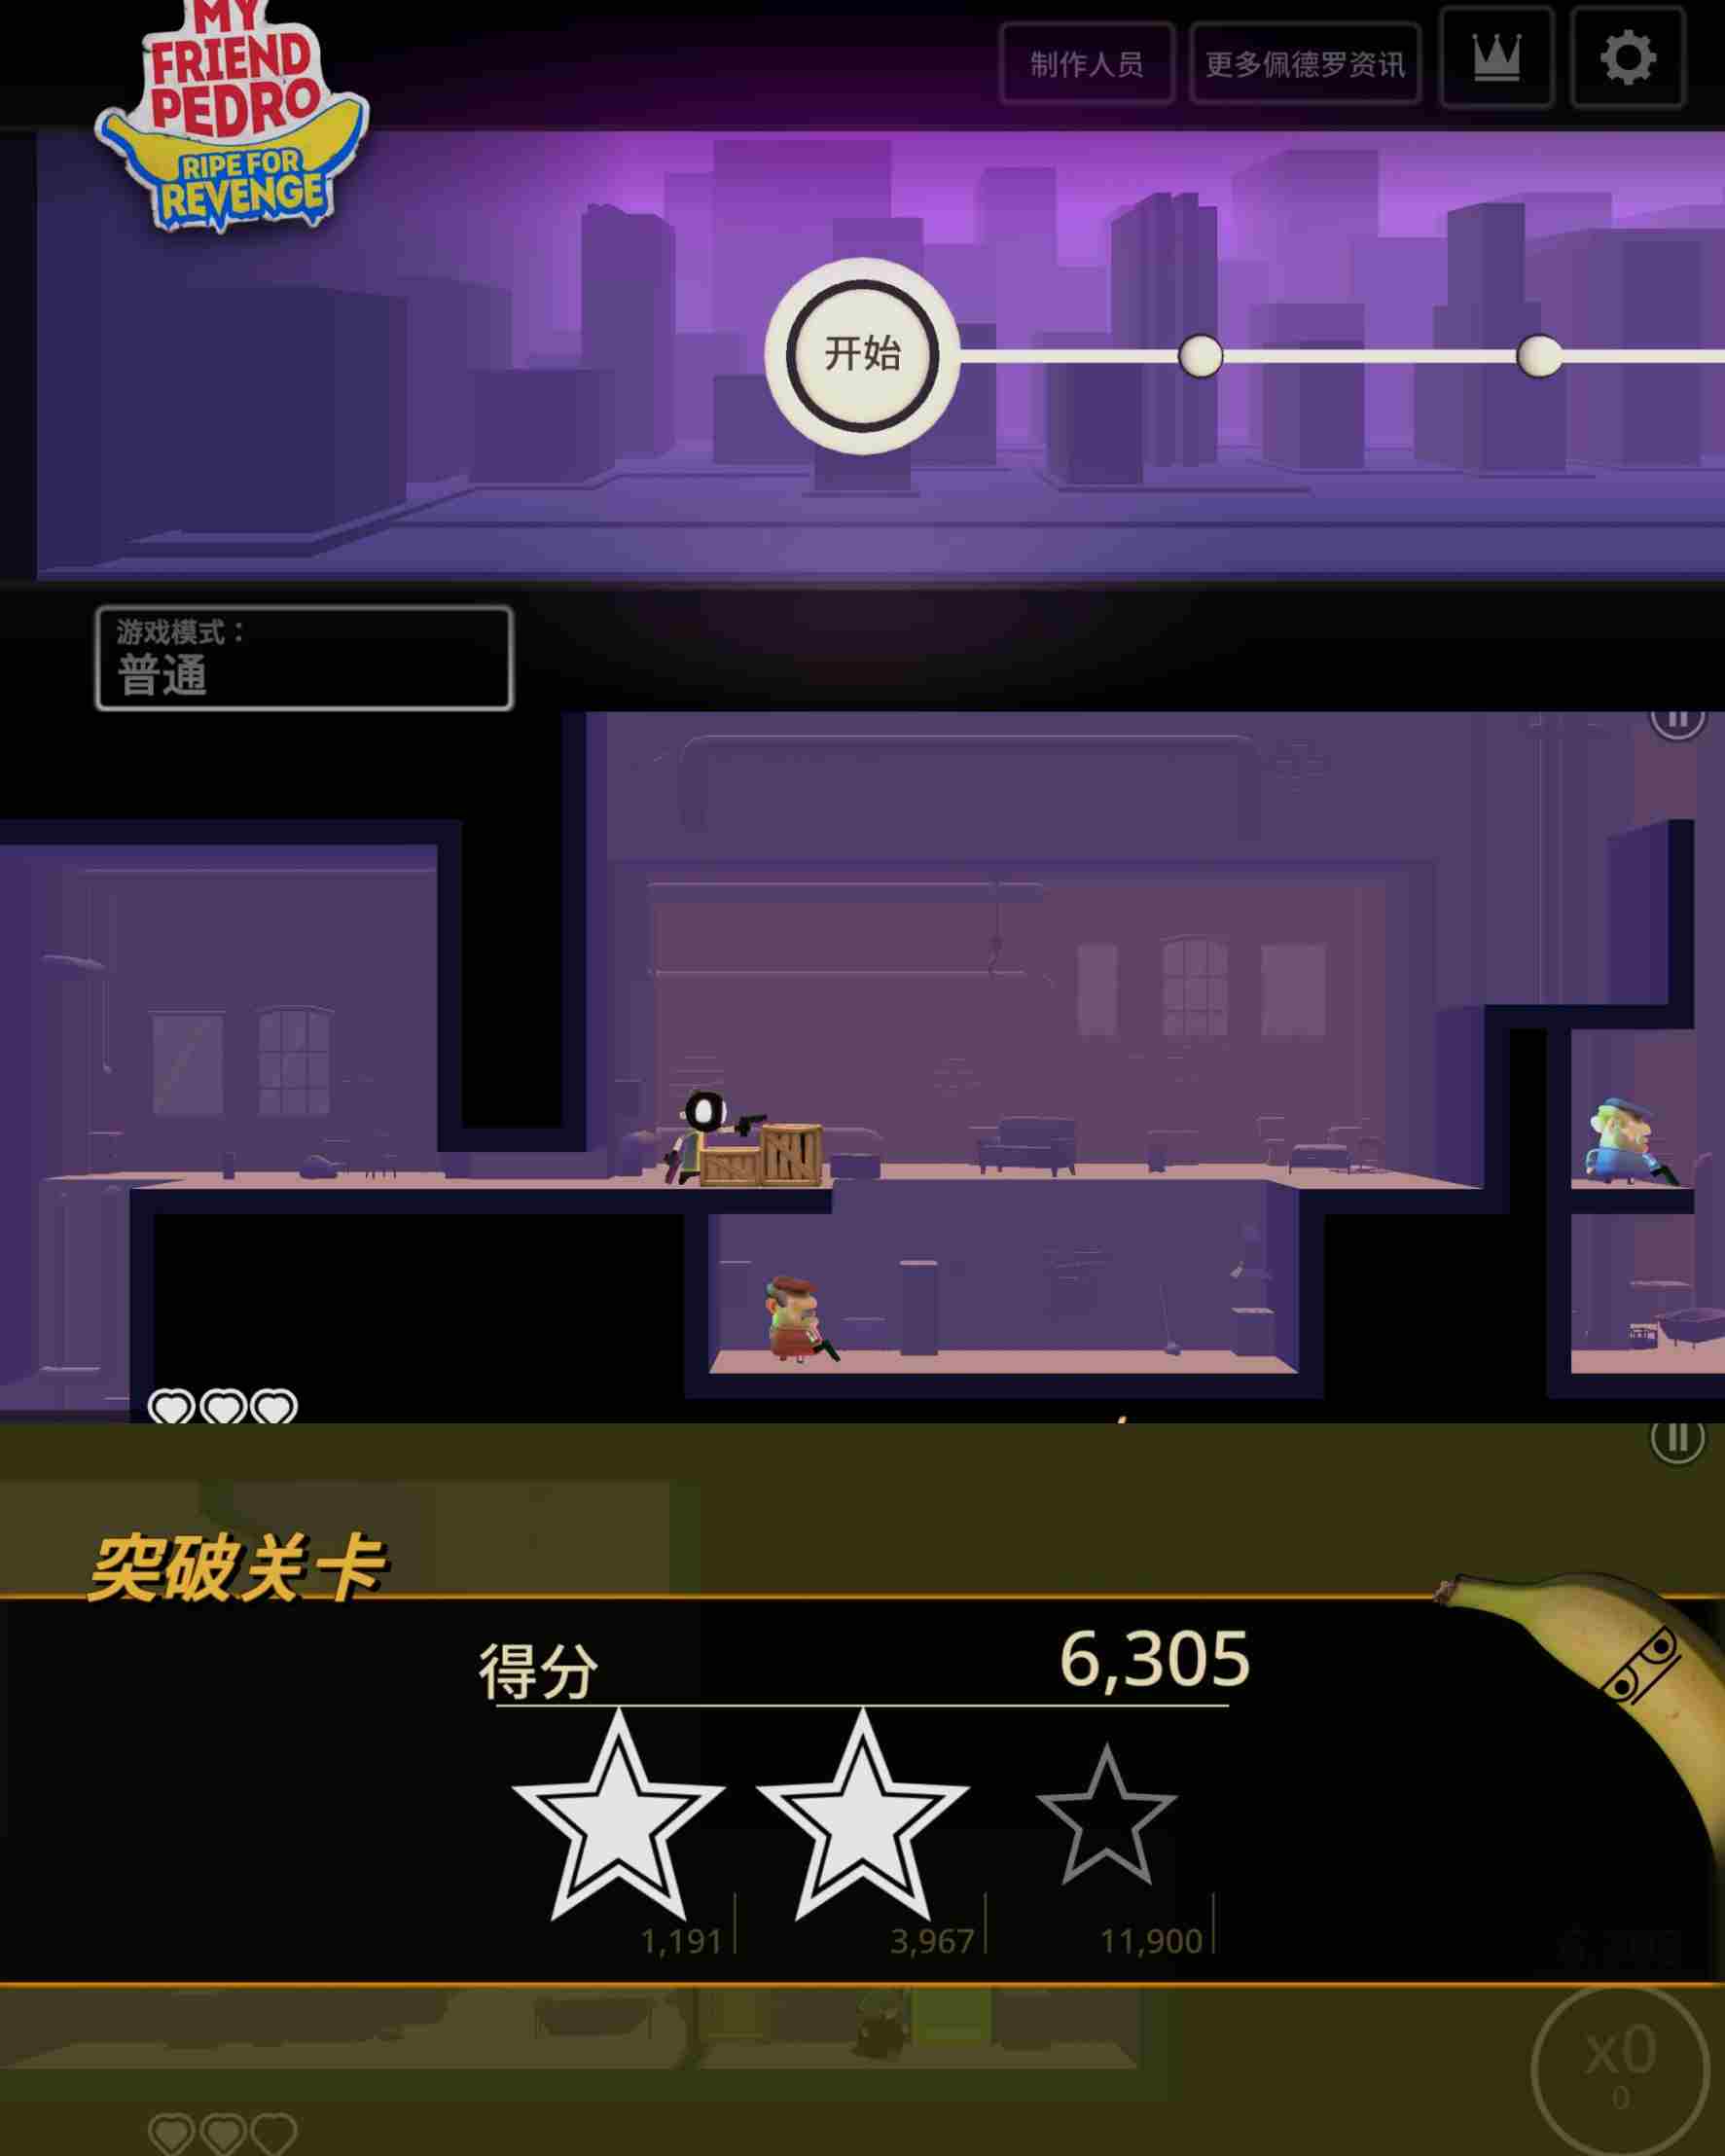 MY
FRIEND
PEDRO
RIPE FOR
REVENGE
制作人员
更多佩德罗资讯
开始
游戏模式：
普通
突破关卡
得分
6,305
1,191
3,967
11,900
x0
0